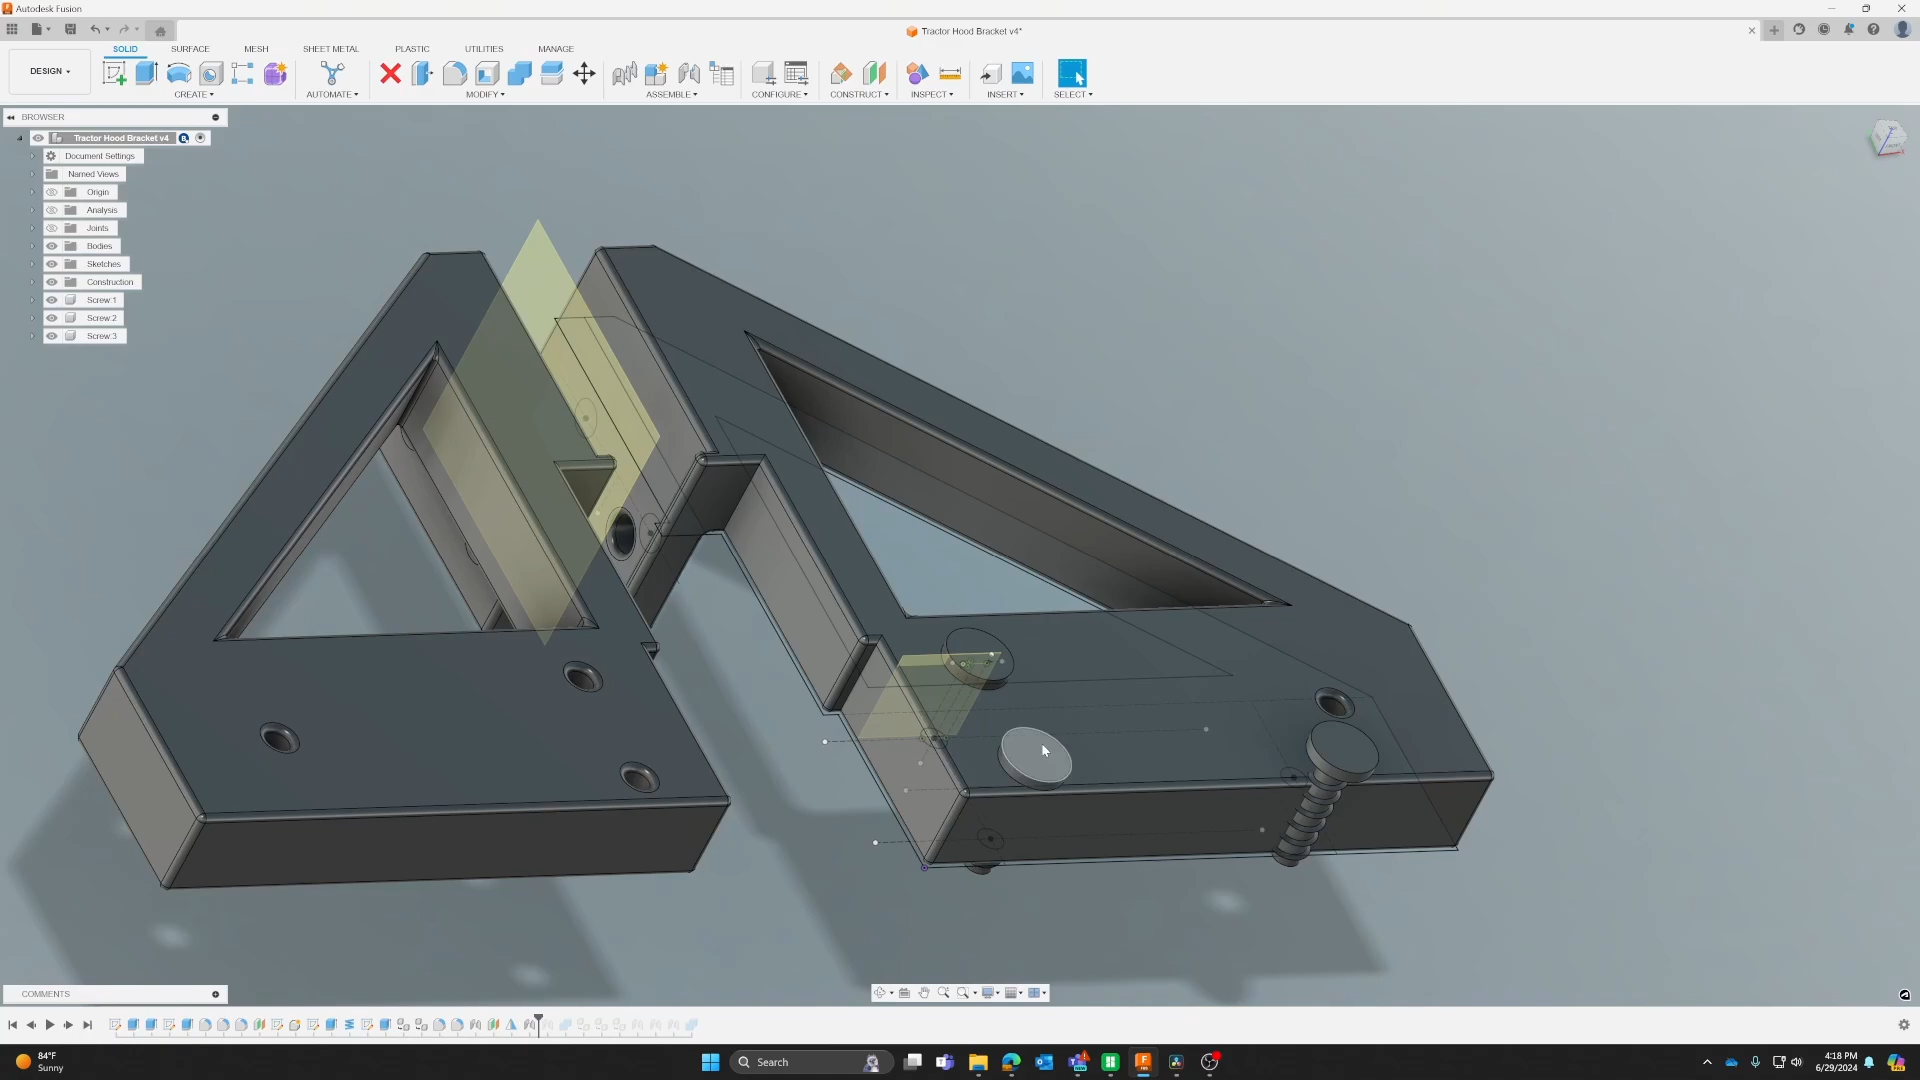 Autodesk Fusion
Tractor Hood Bracket v4*
DESIGN
SOLID
SURFACE
MESH
SHEET METAL
PLASTIC
UTILITIES
MANAGE
CREATE
AUTOMATE
MODIFY
ASSEMBLE
CONFIGURE
CONSTRUCT
INSPECT
INSERT
SELECT
BROWSER
Tractor Hood Bracket v4
Document Settings
Named Views
Origin
Analysis
Joints
Bodies
Sketches
Construction
Screw:1
Screw:2
Screw:3
COMMENTS
84°F
Sunny
Search
4:18 PM
6/29/2024